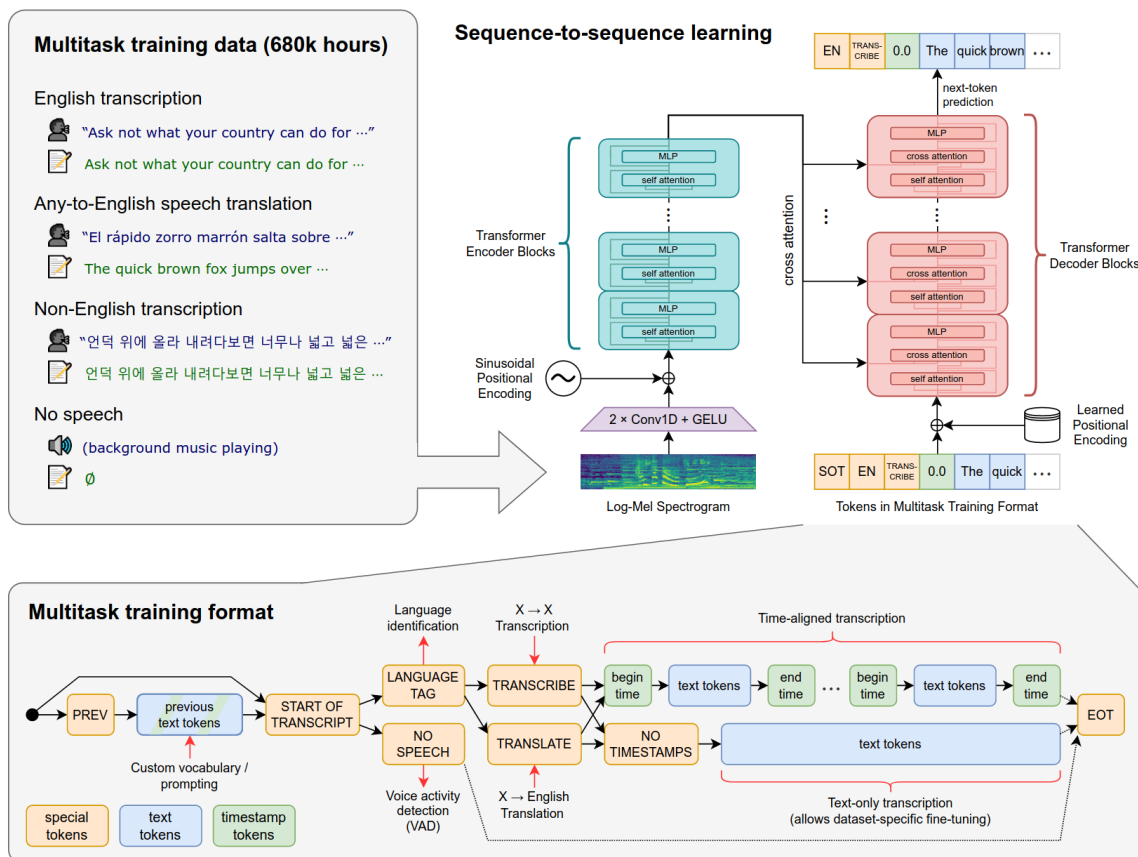 Multitask training data (680k hours)
English transcription
“Ask not what your country can do for ⋯”
Ask not what your country can do for ⋯
Any-to-English speech translation
“El rápido zorro marrón salta sobre ⋯”
The quick brown fox jumps over ⋯
Non-English transcription
“언덕 위에 올라 내려다보면 너무나 넓고 넓은 ⋯”
언덕 위에 올라 내려다보면 너무나 넓고 넓은 ⋯
No speech
(background music playing)
∅
Sequence-to-sequence learning
EN TRANS-CRIBE 0.0 The quick brown ⋯
next-token
prediction
MLP
self attention
⋮
MLP
self attention
MLP
self attention
Transformer
Encoder Blocks
Sinusoidal
Positional
Encoding
∼
2 × Conv1D + GELU
Log-Mel Spectrogram
cross attention
⋮
MLP
cross attention
self attention
⋮
MLP
cross attention
self attention
MLP
cross attention
self attention
Transformer
Decoder Blocks
Learned
Positional
Encoding
SOT EN TRANS-CRIBE 0.0 The quick ⋯
Tokens in Multitask Training Format
Multitask training format
PREV
previous
text tokens
Custom vocabulary /
prompting
START OF
TRANSCRIPT
Language
identification
LANGUAGE
TAG
NO
SPEECH
Voice activity
detection
(VAD)
X → X
Transcription
TRANSCRIBE
TRANSLATE
X → English
Translation
Time-aligned transcription
begin
time
text tokens
end
time
⋯
begin
time
text tokens
end
time
NO
TIMESTAMPS
text tokens
Text-only transcription
(allows dataset-specific fine-tuning)
EOT
special
tokens
text
tokens
timestamp
tokens